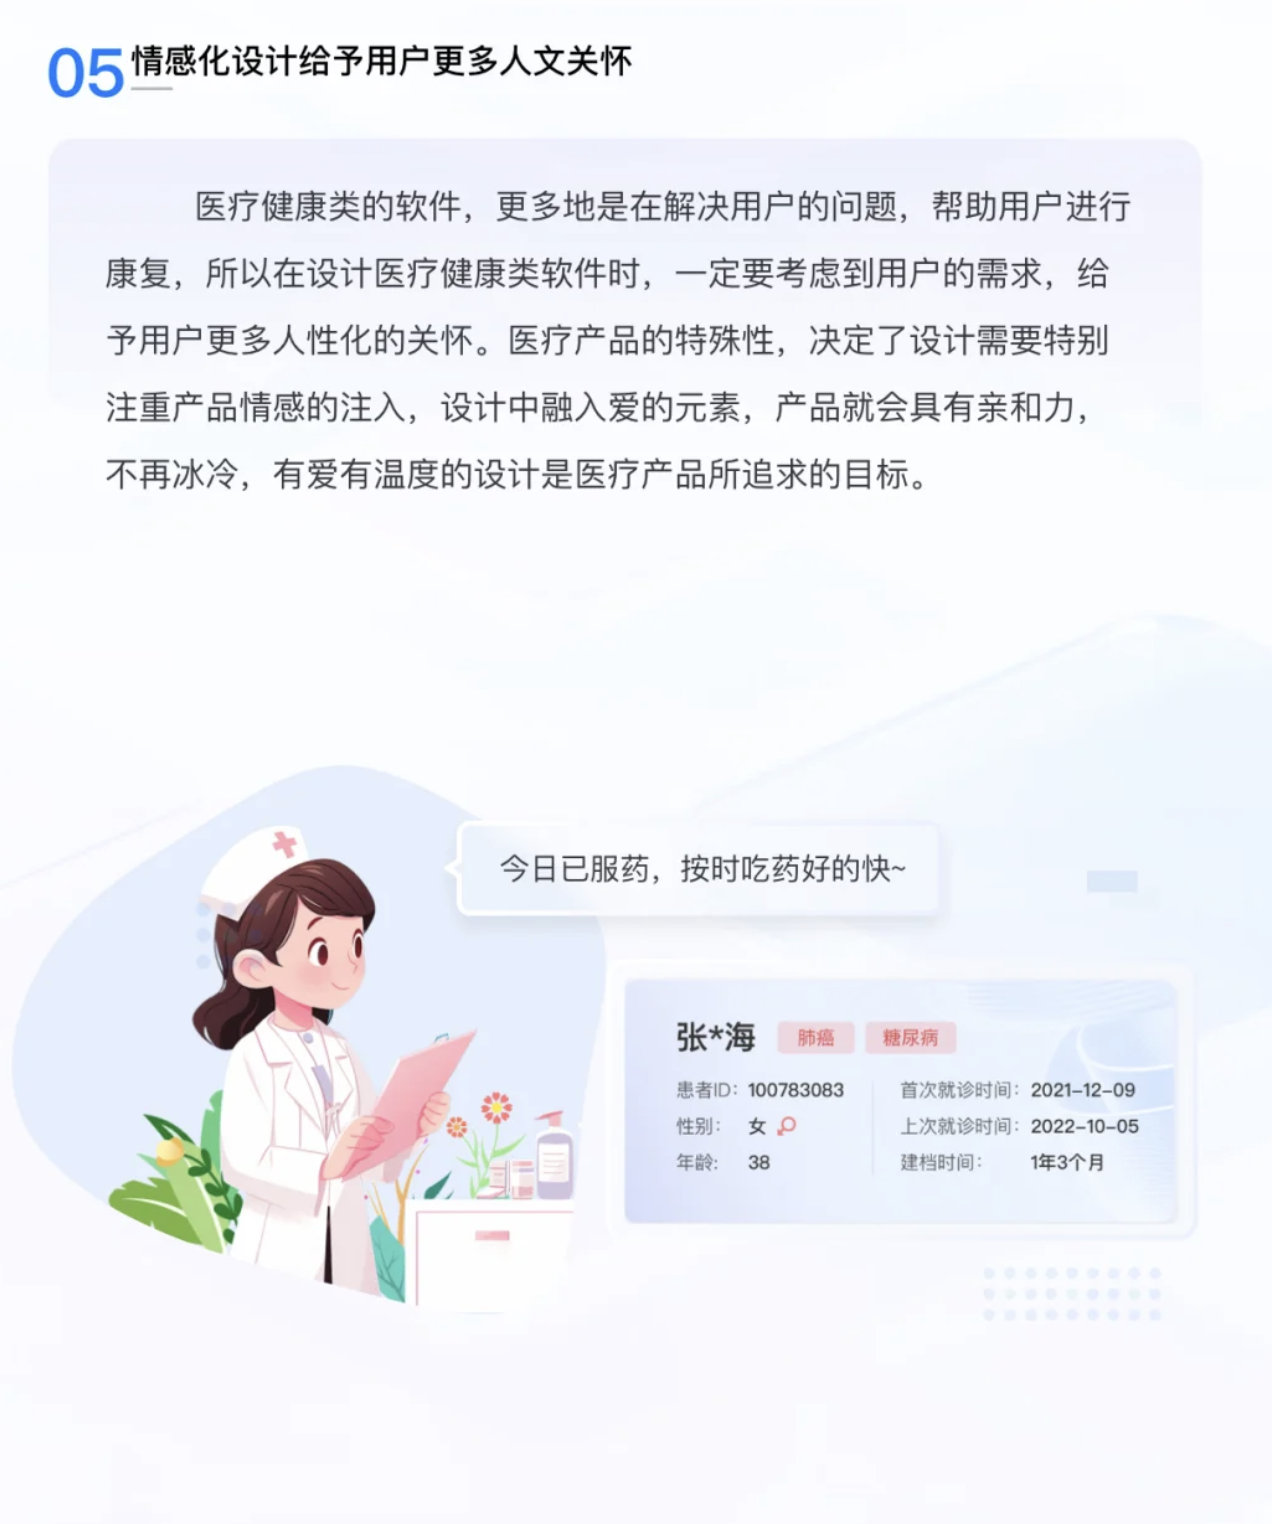 05 情感化设计给予用户更多人文关怀
医疗健康类的软件，更多地是在解决用户的问题，帮助用户进行
康复，所以在设计医疗健康类软件时，一定要考虑到用户的需求，给
予用户更多人性化的关怀。医疗产品的特殊性，决定了设计需要特别
注重产品情感的注入，设计中融入爱的元素，产品就会具有亲和力，
不再冰冷，有爱有温度的设计是医疗产品所追求的目标。
今日已服药，按时吃药好的快~
张*海 肺癌 糖尿病
患者ID：100783083 首次就诊时间：2021-12-09
性别： 女 上次就诊时间：2022-10-05
年龄： 38 建档时间： 1年3个月